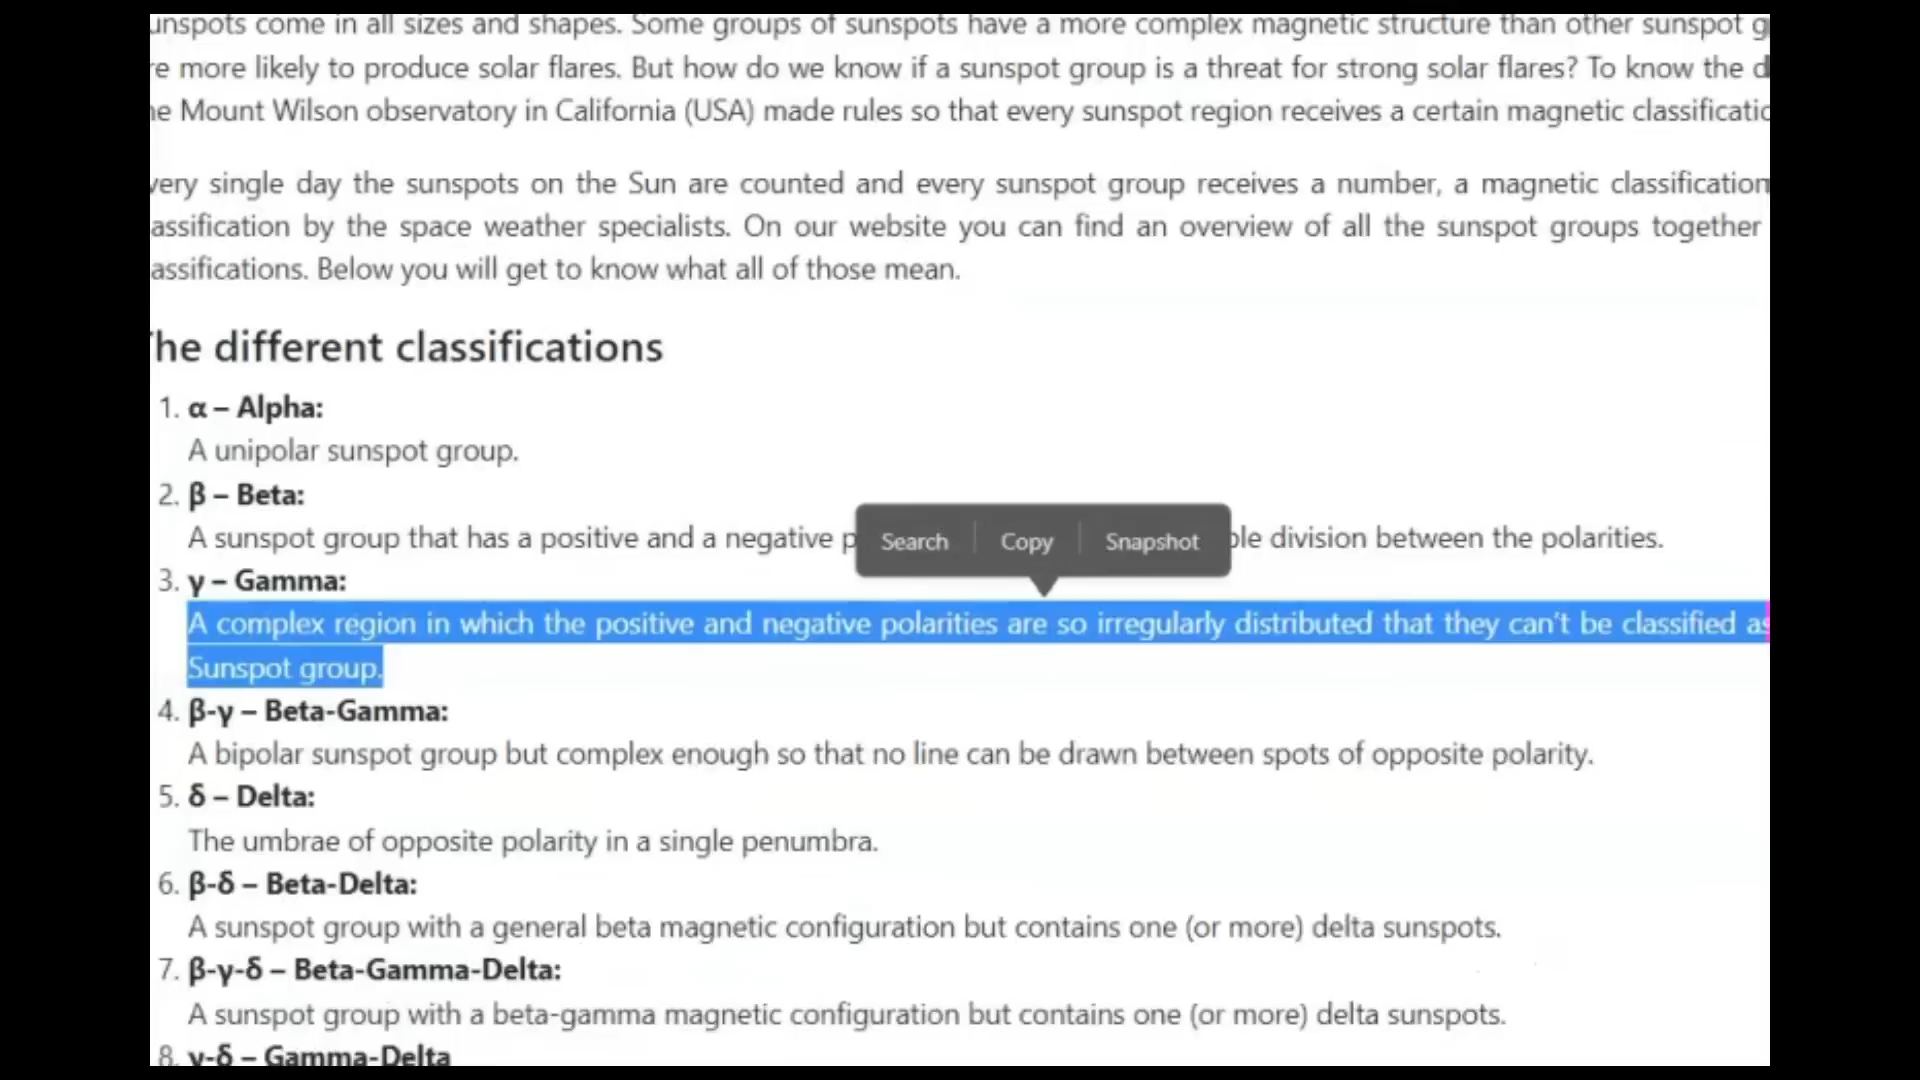 unspots come in all sizes and shapes. Some groups of sunspots have a more complex magnetic structure than other sunspot g
re more likely to produce solar flares. But how do we know if a sunspot group is a threat for strong solar flares? To know the d
he Mount Wilson observatory in California (USA) made rules so that every sunspot region receives a certain magnetic classificatio
very single day the sunspots on the Sun are counted and every sunspot group receives a number, a magnetic classification
assification by the space weather specialists. On our website you can find an overview of all the sunspot groups together
assifications. Below you will get to know what all of those mean.
The different classifications
1. α – Alpha:
A unipolar sunspot group.
2. β – Beta:
A sunspot group that has a positive and a negative p ble division between the polarities.
Search Copy Snapshot
3. γ – Gamma:
A complex region in which the positive and negative polarities are so irregularly distributed that they can't be classified as
Sunspot group.
4. β-γ – Beta-Gamma:
A bipolar sunspot group but complex enough so that no line can be drawn between spots of opposite polarity.
5. δ – Delta:
The umbrae of opposite polarity in a single penumbra.
6. β-δ – Beta-Delta:
A sunspot group with a general beta magnetic configuration but contains one (or more) delta sunspots.
7. β-γ-δ – Beta-Gamma-Delta:
A sunspot group with a beta-gamma magnetic configuration but contains one (or more) delta sunspots.
8. γ-δ – Gamma-Delta